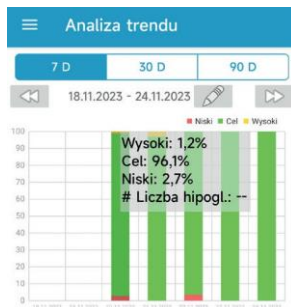 Analiza trendu
7 D 30 D 90 D
18.11.2023 - 24.11.2023
Niski Cel Wysoki
100
90
80
70
60
50
40
30
20
10
0
Wysoki: 1,2%
Cel: 96,1%
Niski: 2,7%
# Liczba hipogl.: --